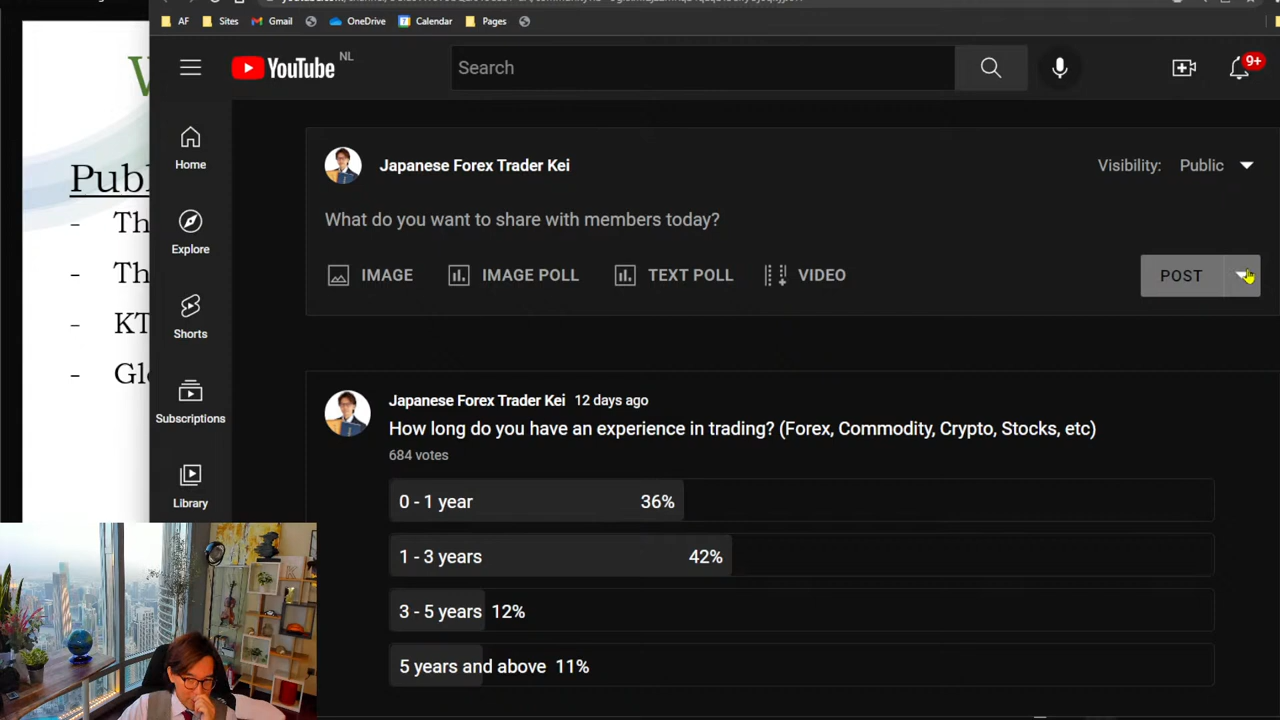 AF
Sites
Gmail
OneDrive
Calendar
Pages
YouTube NL
Search
9+
Home
Explore
Shorts
Subscriptions
Library
Japanese Forex Trader Kei
Visibility: Public
What do you want to share with members today?
IMAGE
IMAGE POLL
TEXT POLL
VIDEO
POST
Japanese Forex Trader Kei 12 days ago
How long do you have an experience in trading? (Forex, Commodity, Crypto, Stocks, etc)
684 votes
0 - 1 year 36%
1 - 3 years 42%
3 - 5 years 12%
5 years and above 11%
Publ
- Th
- Th
- KT